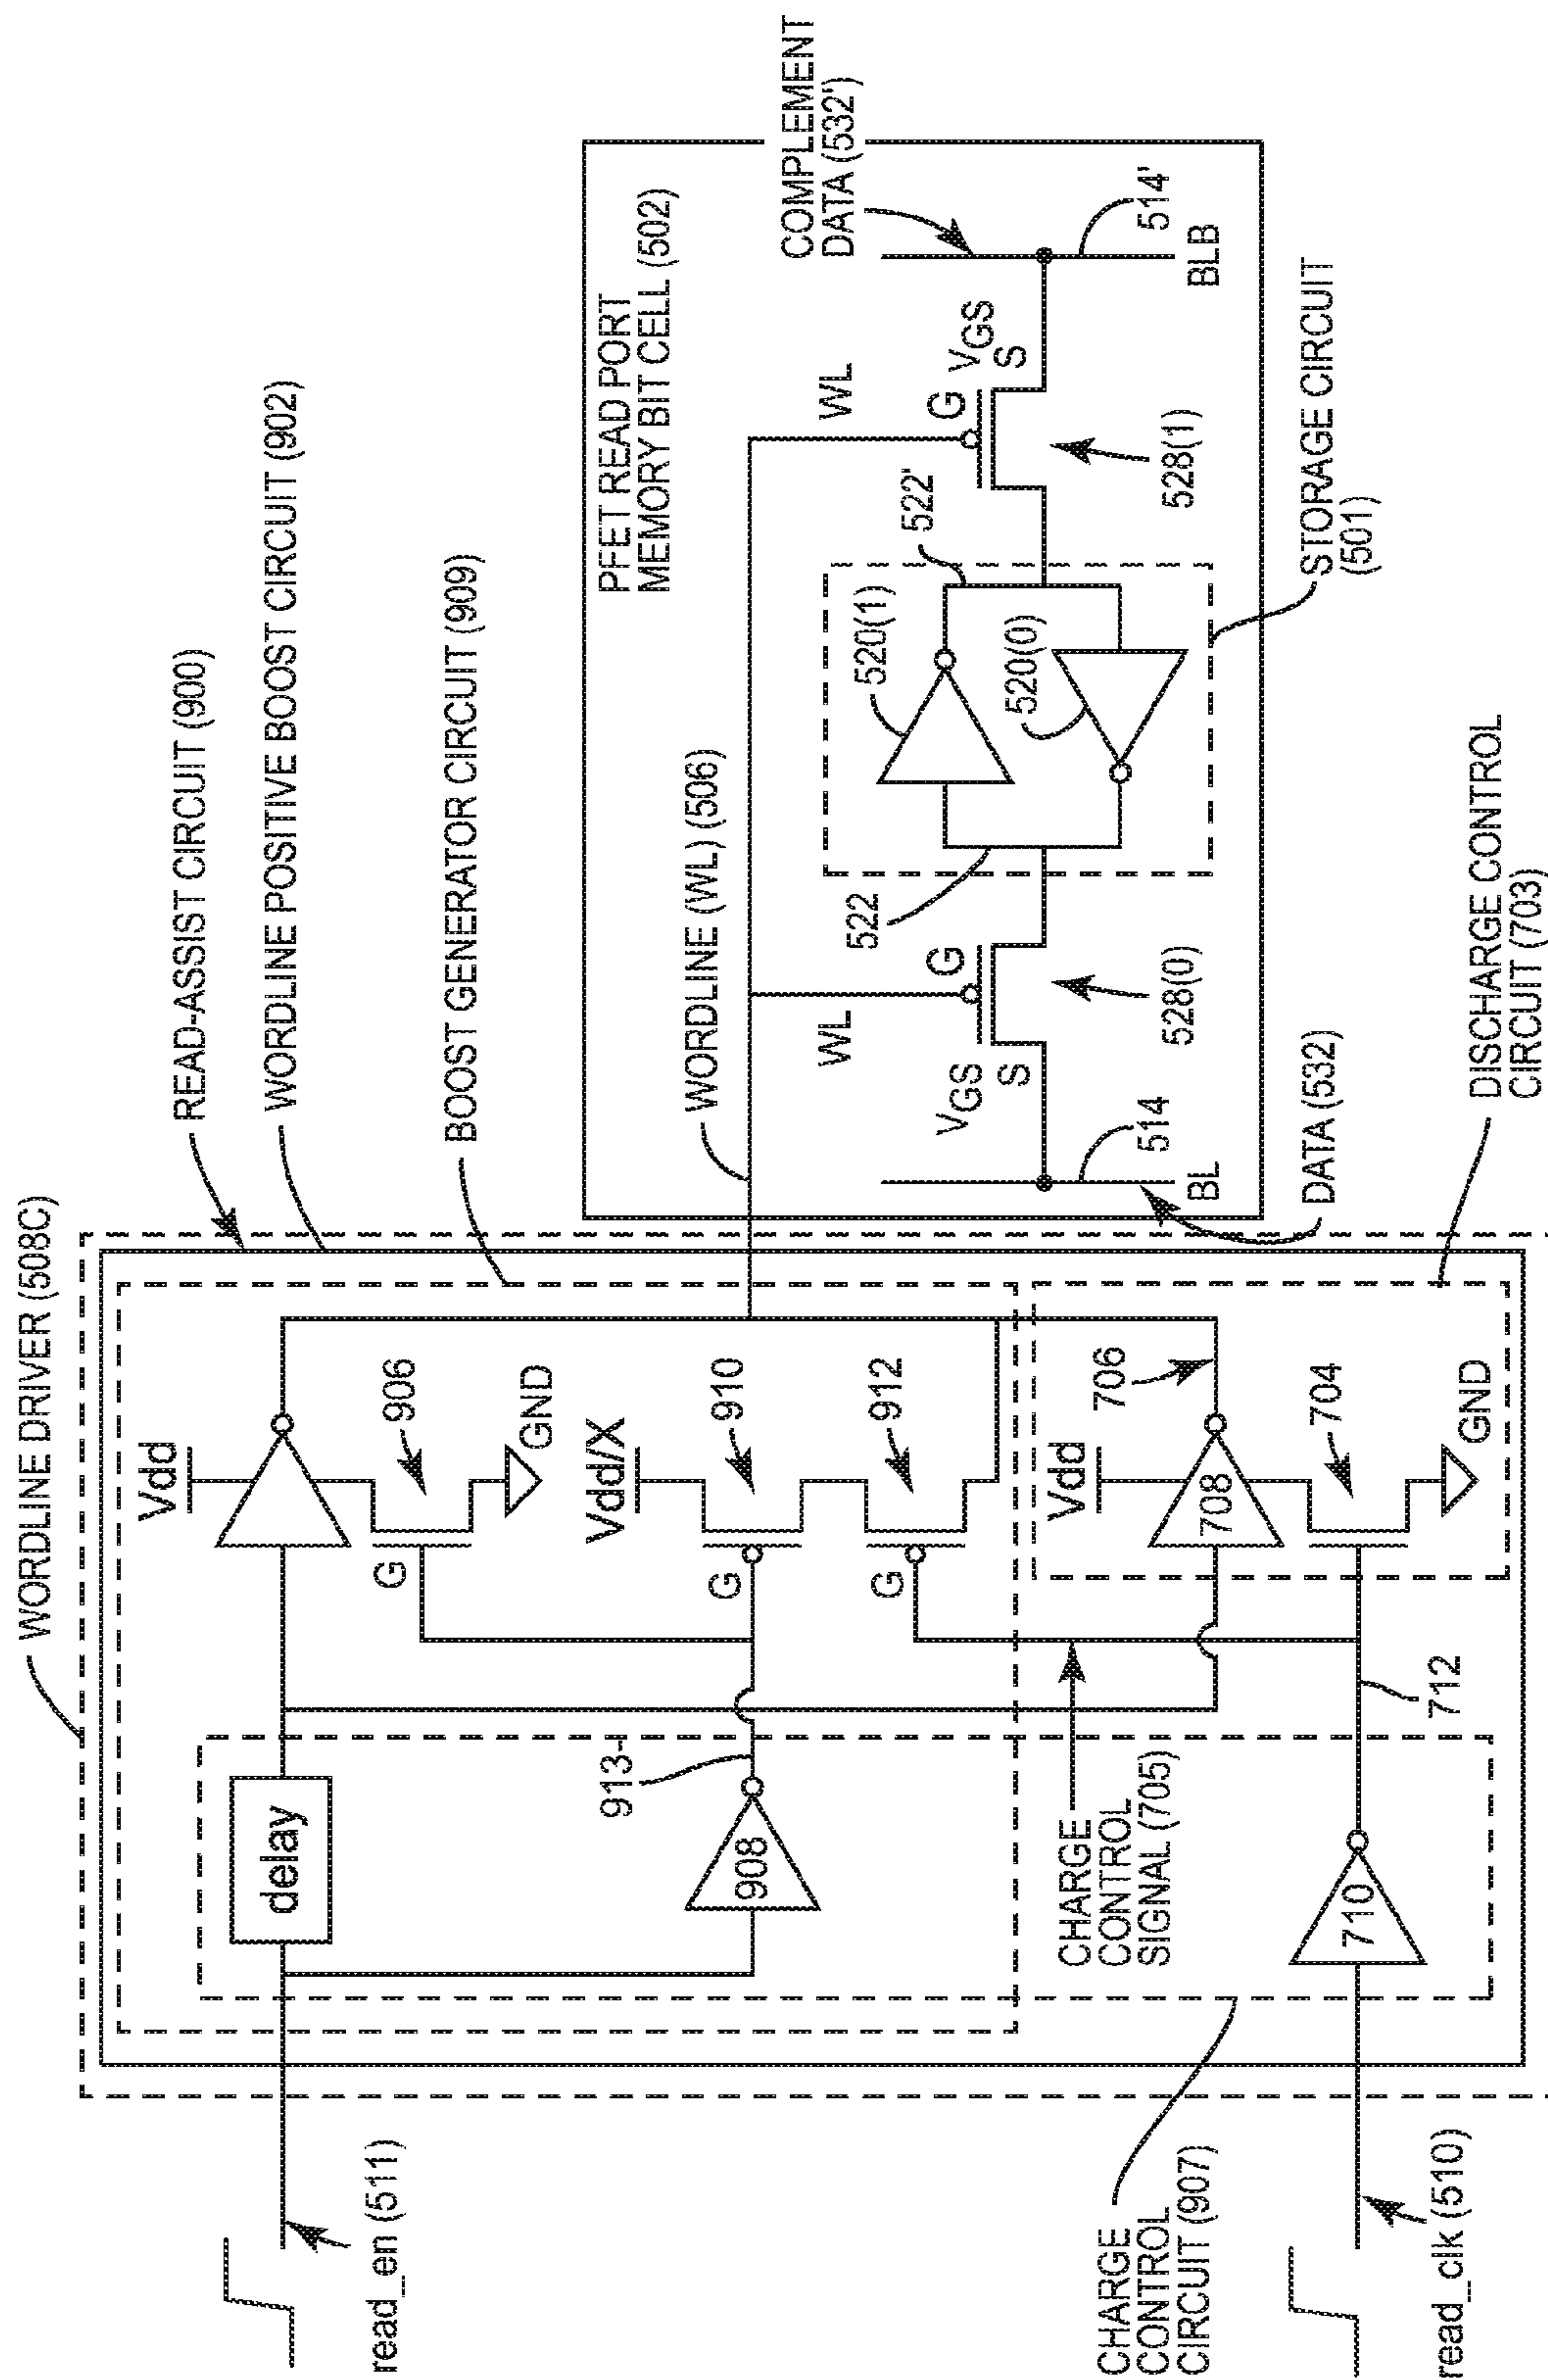 WORDLINE DRIVER (508C)
READ-ASSIST CIRCUIT (900)
WORDLINE POSITIVE BOOST CIRCUIT (902)
BOOST GENERATOR CIRCUIT (909)
WORDLINE (WL) (506)
PFET READ PORT
MEMORY BIT CELL (502)
COMPLEMENT
DATA (532')
read_en (511)
delay
Vdd
G
906
GND
Vdd/X
G
910
G
912
913
908
CHARGE
CONTROL
SIGNAL (705)
706
Vdd
708
704
GND
712
710
CHARGE
CONTROL
CIRCUIT (907)
read_clk (510)
WL
G
VGS
S
528(0)
514
BL
DATA (532)
522
520(1)
520(0)
522'
WL
G
VGS
S
528(1)
514'
BLB
STORAGE CIRCUIT
(501)
DISCHARGE CONTROL
CIRCUIT (703)